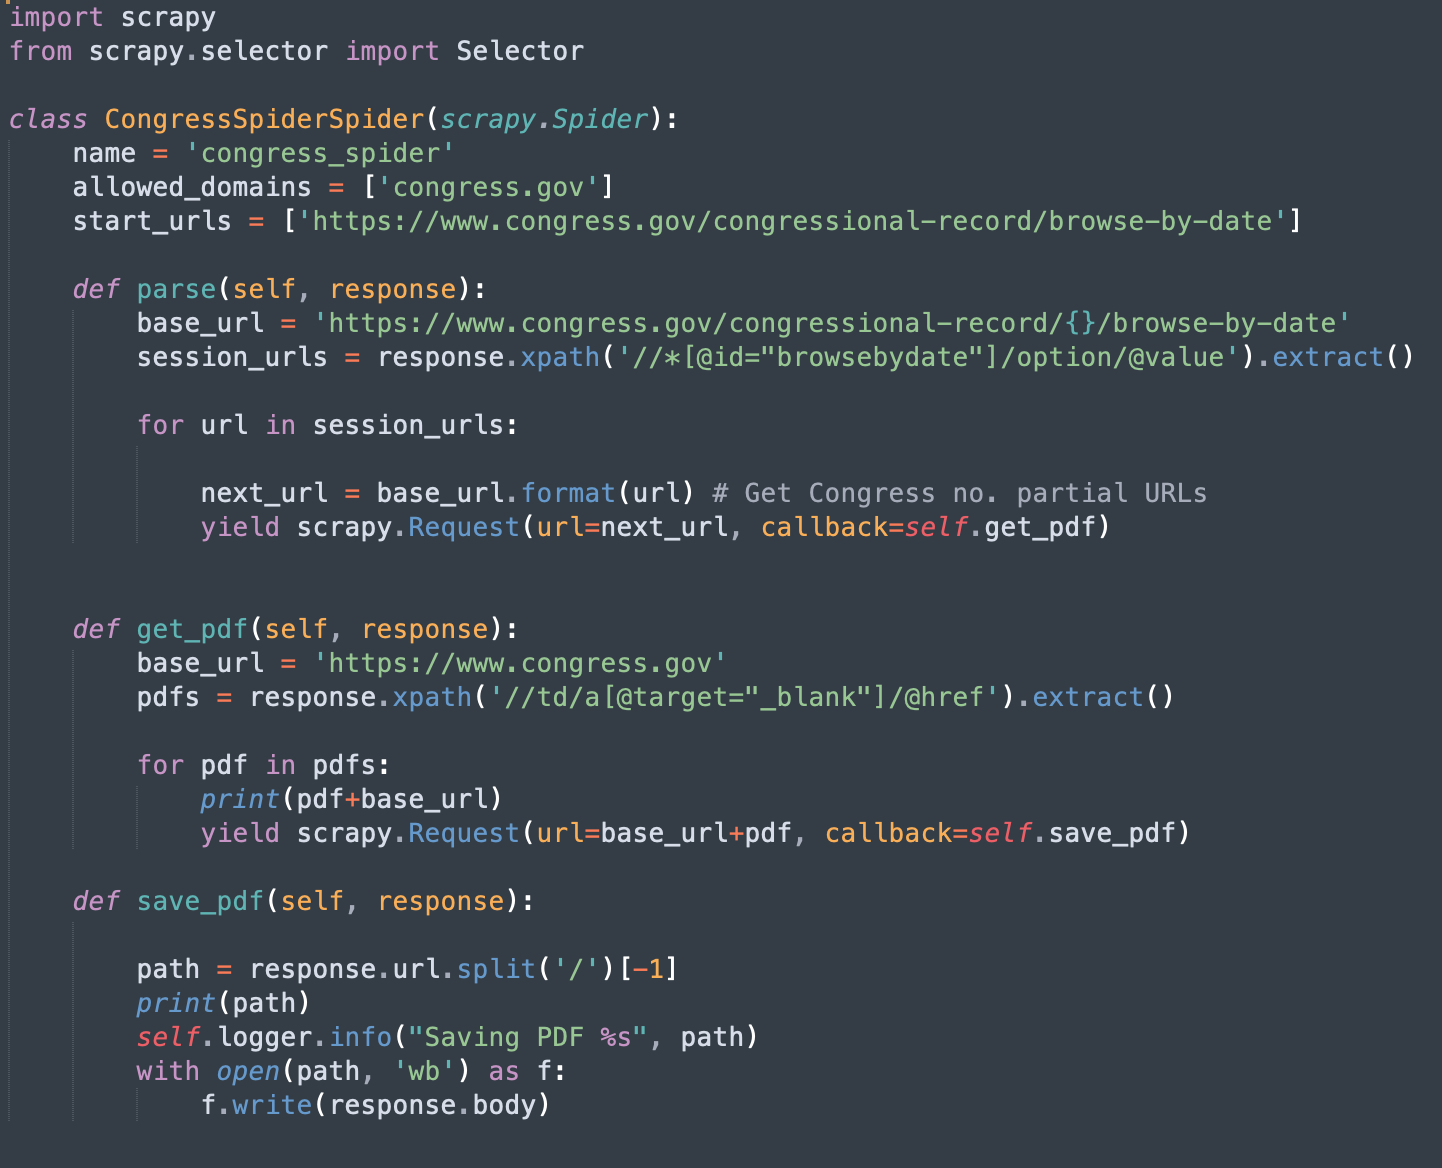 import scrapy
from scrapy.selector import Selector

class CongressSpiderSpider(scrapy.Spider):
    name = 'congress_spider'
    allowed_domains = ['congress.gov']
    start_urls = ['https://www.congress.gov/congressional-record/browse-by-date']

    def parse(self, response):
        base_url = 'https://www.congress.gov/congressional-record/{}/browse-by-date'
        session_urls = response.xpath('//*[@id="browsebydate"]/option/@value').extract()

        for url in session_urls:

            next_url = base_url.format(url) # Get Congress no. partial URLs
            yield scrapy.Request(url=next_url, callback=self.get_pdf)


    def get_pdf(self, response):
        base_url = 'https://www.congress.gov'
        pdfs = response.xpath('//td/a[@target="_blank"]/@href').extract()

        for pdf in pdfs:
            print(pdf+base_url)
            yield scrapy.Request(url=base_url+pdf, callback=self.save_pdf)

    def save_pdf(self, response):

        path = response.url.split('/')[-1]
        print(path)
        self.logger.info("Saving PDF %s", path)
        with open(path, 'wb') as f:
            f.write(response.body)